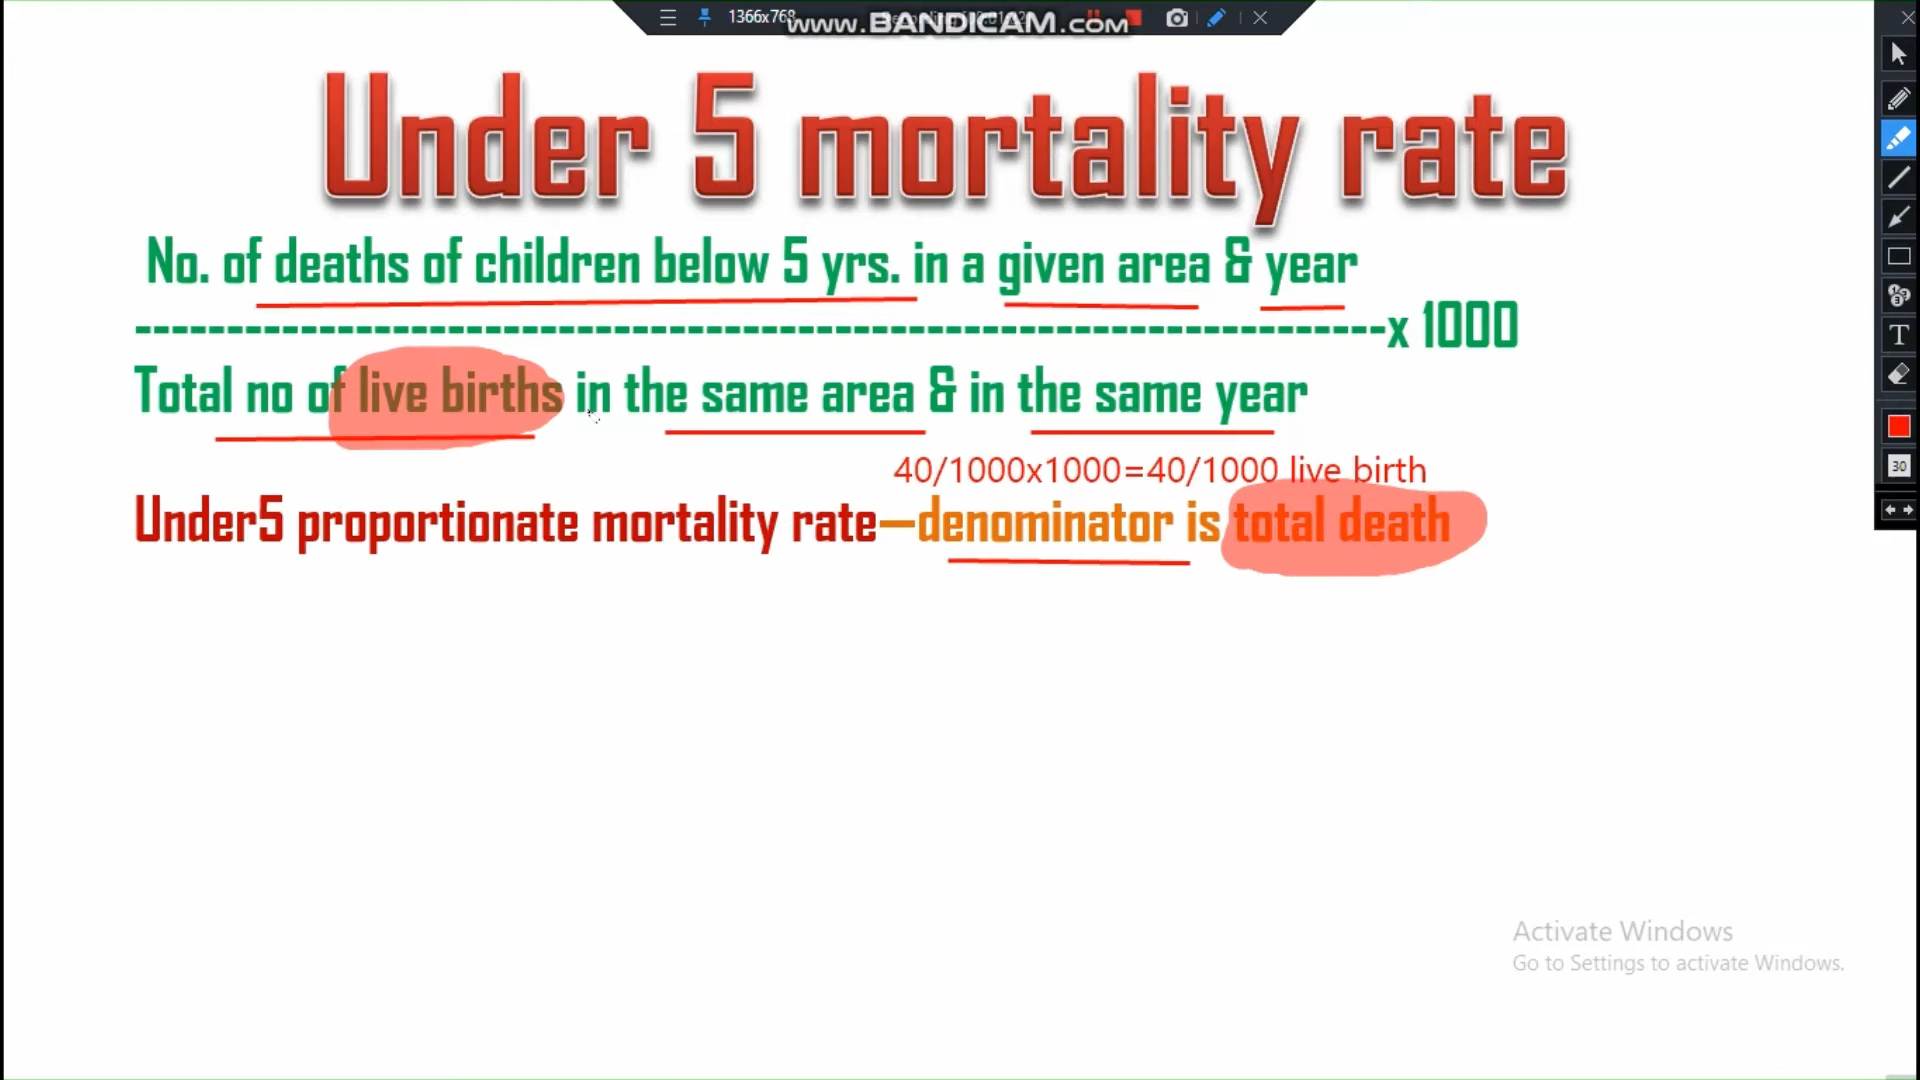 1366x768
www.BANDICAM.com
Under 5 mortality rate
No. of deaths of children below 5 yrs. in a given area & year
--------------------------------------------------------------------x 1000
Total no of live births in the same area & in the same year
40/1000x1000=40/1000 live birth
Under5 proportionate mortality rate—denominator is total death
T
30
Activate Windows
Go to Settings to activate Windows.